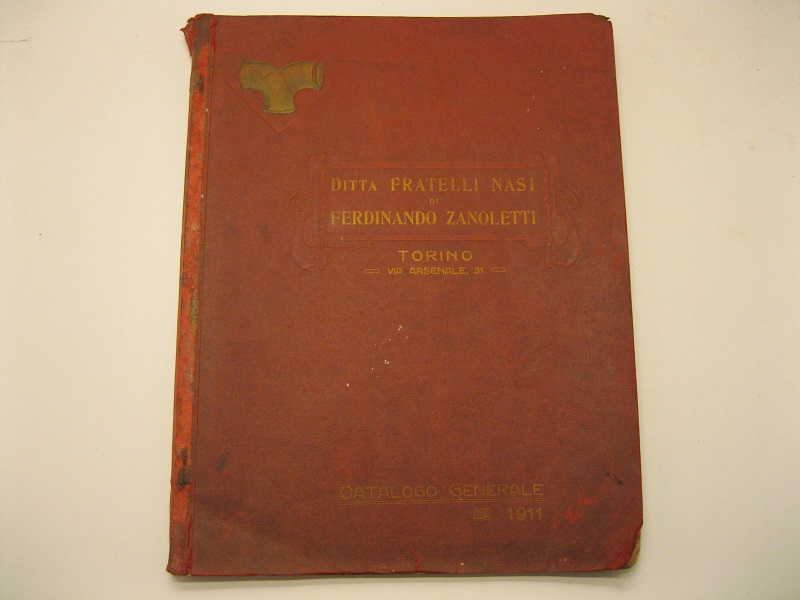 DITTA FRATELLI NASI
DI
FERDINANDO ZANOLETTI
TORINO
VIA ARSENALE, 31
CATALOGO GENERALE
1911